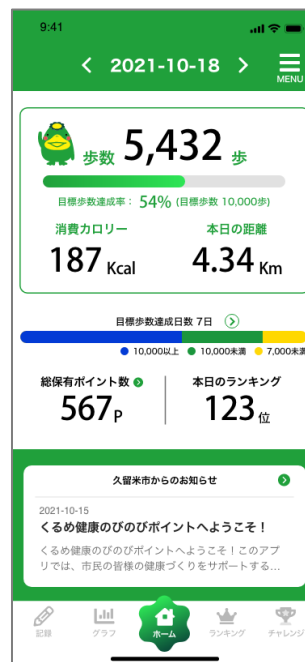 9:41
2021-10-18
MENU
歩数 5,432 歩
目標歩数達成率： 54% (目標歩数 10,000歩)
消費カロリー 本日の距離
187 Kcal 4.34 Km
目標歩数達成日数 7日
10,000以上 10,000未満 7,000未満
総保有ポイント数 本日のランキング
567 P 123 位
久留米市からのお知らせ
2021-10-15
くるめ健康のびのびポイントへようこそ！
くるめ健康のびのびポイントへようこそ！このアプ
リでは、市民の皆様の健康づくりをサポートする...
記録 グラフ ホーム ランキング チャレンジ